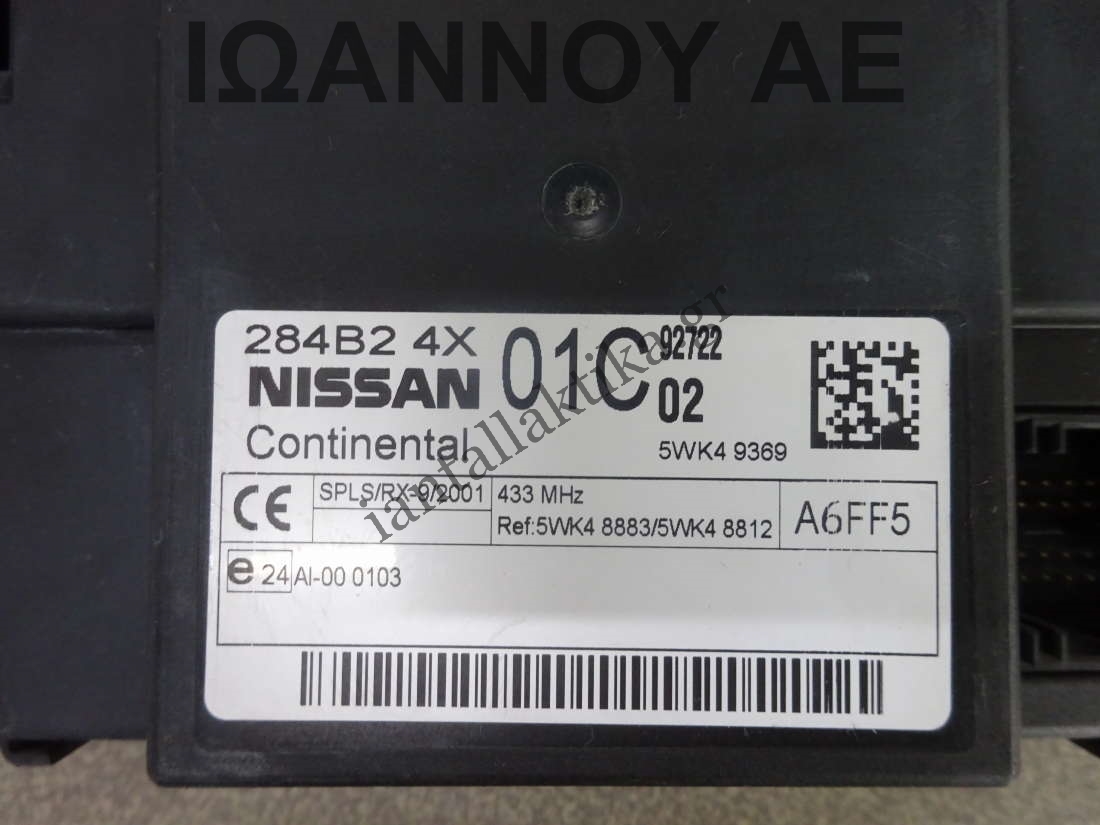 ΙΩΑΝΝΟΥ ΑΕ
284B2 4X 01C 92722
NISSAN 02
Continental 5WK4 9369
CE SPLS/RX-9/2001 433 MHz A6FF5
Ref:5WK4 8883/5WK4 8812
e 24 AI-00 0103
ianfallaktika.gr